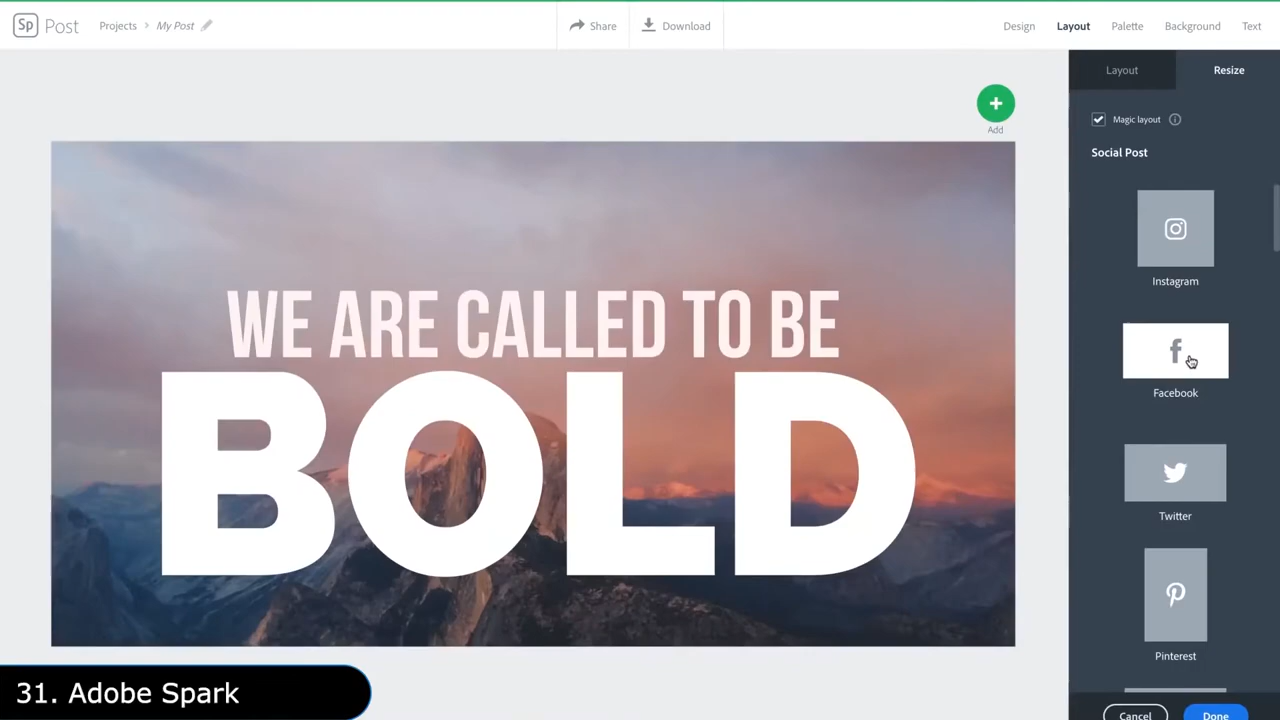 Sp Post Projects > My Post Share Download Design Layout Palette Background Text
Layout Resize
Magic layout
Add
Social Post
Instagram
WE ARE CALLED TO BE
BOLD
Facebook
Twitter
Pinterest
31. Adobe Spark
Cancel Done